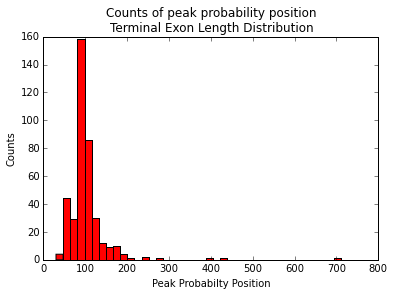 Counts of peak probability position
Terminal Exon Length Distribution
160
140
120
100
80
60
40
20
0
Counts
0 100 200 300 400 500 600 700 800
Peak Probabilty Position